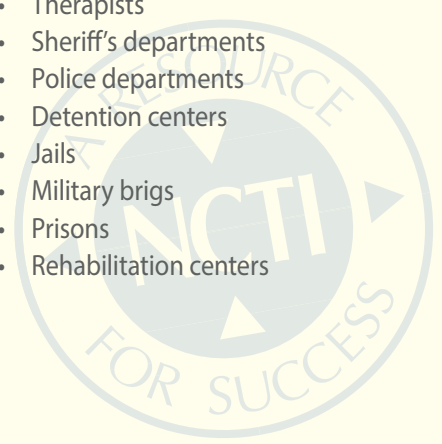 • Therapists
• Sheriff's departments
• Police departments
• Detention centers
• Jails
• Military brigs
• Prisons
• Rehabilitation centers
A RESOURCE
NCTI
FOR SUCCESS